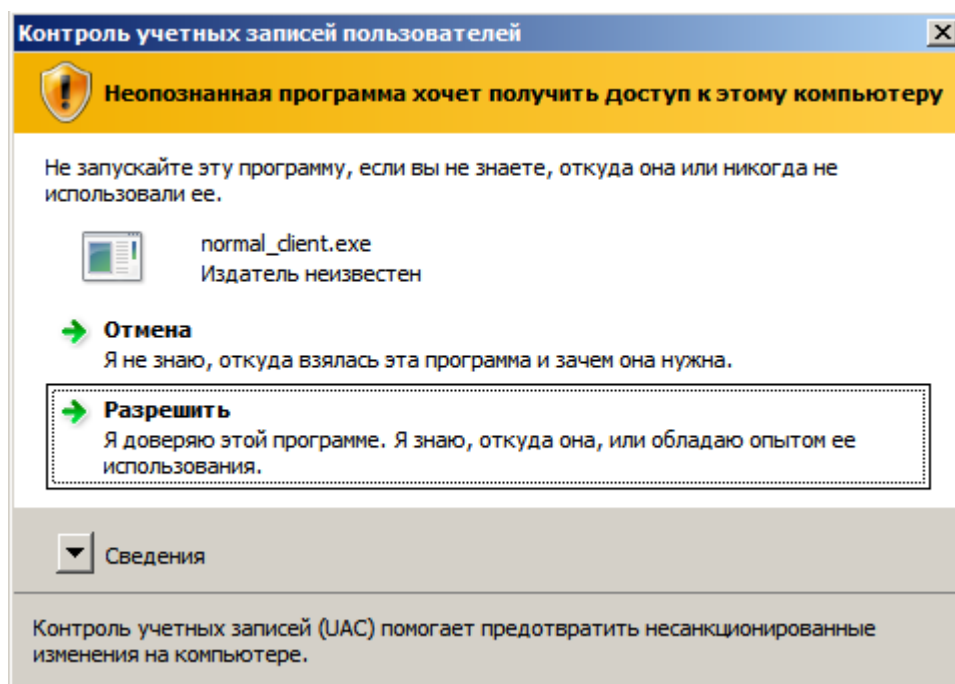 Контроль учетных записей пользователей
Неопознанная программа хочет получить доступ к этому компьютеру
Не запускайте эту программу, если вы не знаете, откуда она или никогда не
использовали ее.
normal_client.exe
Издатель неизвестен
Отмена
Я не знаю, откуда взялась эта программа и зачем она нужна.
Разрешить
Я доверяю этой программе. Я знаю, откуда она, или обладаю опытом ее
использования.
Сведения
Контроль учетных записей (UAC) помогает предотвратить несанкционированные
изменения на компьютере.